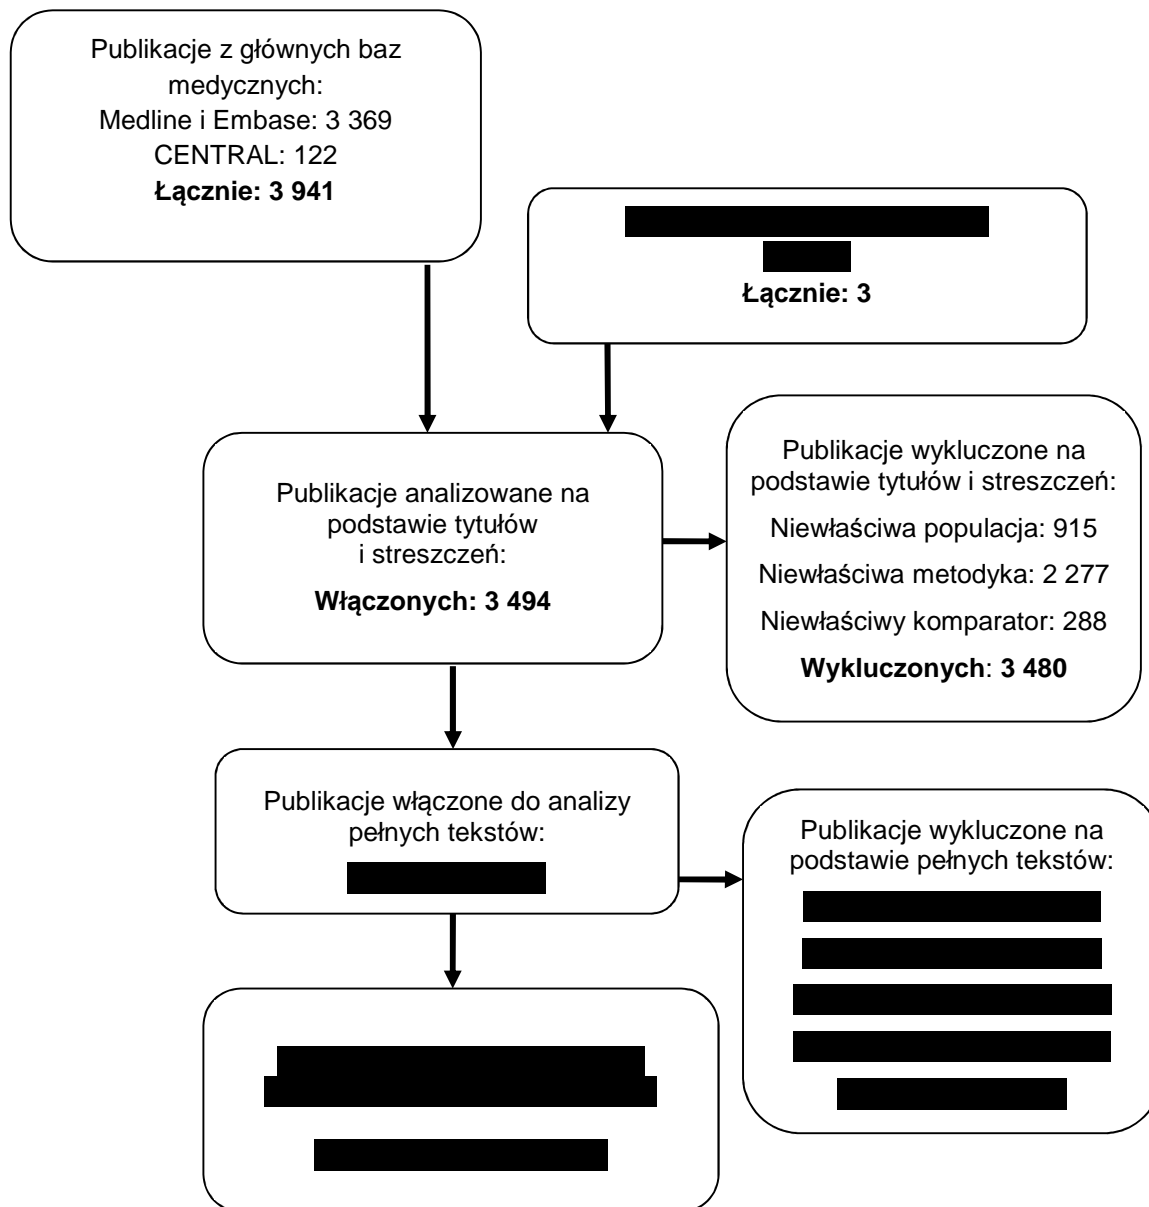 Publikacje z głównych baz
medycznych:
Medline i Embase: 3 369
CENTRAL: 122
Łącznie: 3 941
Łącznie: 3
Publikacje analizowane na
podstawie tytułów
i streszczeń:
Włączonych: 3 494
Publikacje wykluczone na
podstawie tytułów i streszczeń:
Niewłaściwa populacja: 915
Niewłaściwa metodyka: 2 277
Niewłaściwy komparator: 288
Wykluczonych: 3 480
Publikacje włączone do analizy
pełnych tekstów:
Publikacje wykluczone na
podstawie pełnych tekstów: